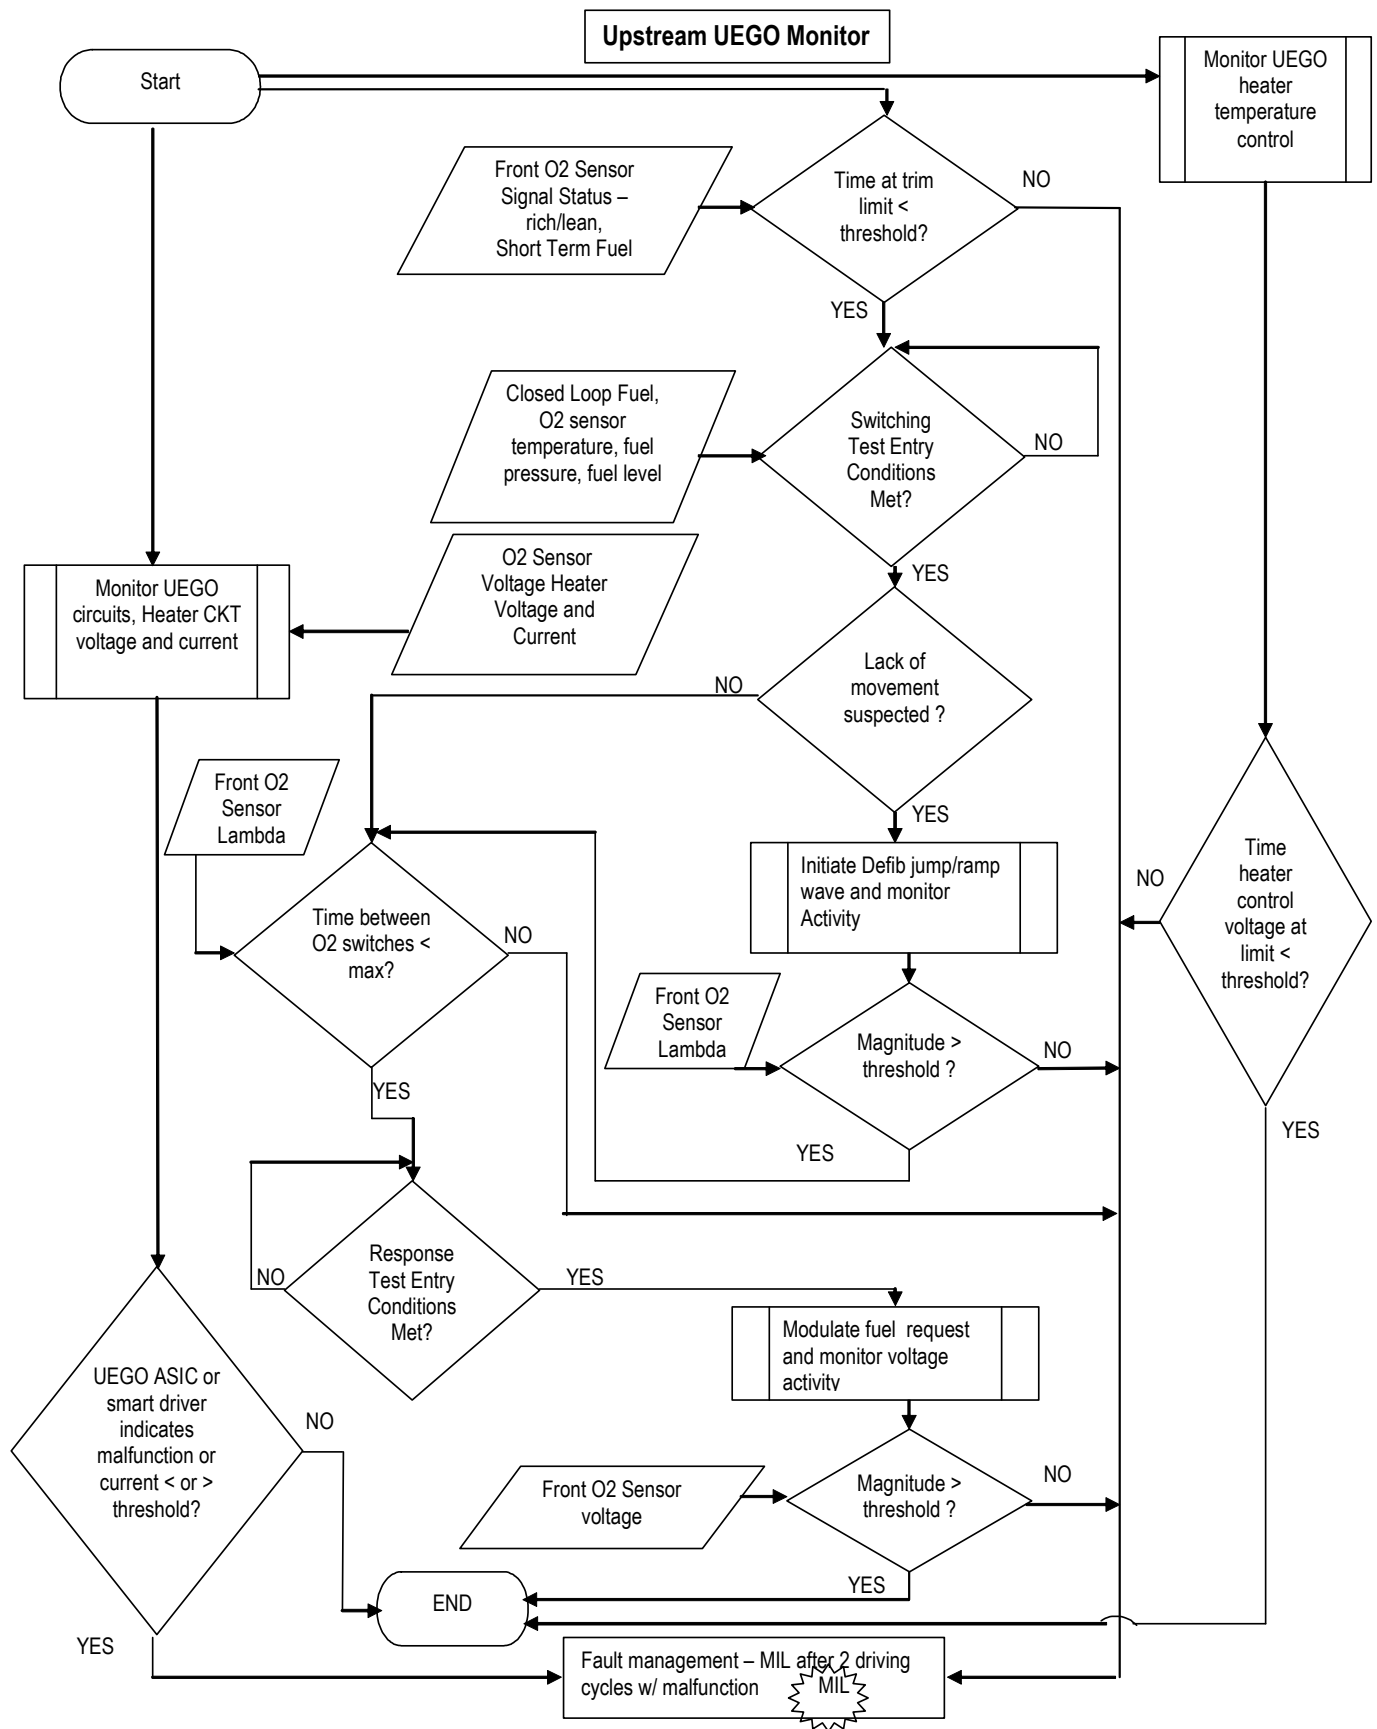 Upstream UEGO Monitor
Start
Monitor UEGO
heater
temperature
control
Front O2 Sensor
Signal Status –
rich/lean,
Short Term Fuel
Time at trim
limit <
threshold?
NO
YES
Closed Loop Fuel,
O2 sensor
temperature, fuel
pressure, fuel level
Switching
Test Entry
Conditions
Met?
NO
YES
O2 Sensor
Voltage Heater
Voltage and
Current
Monitor UEGO
circuits, Heater CKT
voltage and current
Lack of
movement
suspected ?
NO
YES
Front O2
Sensor
Lambda
Initiate Defib jump/ramp
wave and monitor
Activity
Time
heater
control
voltage at
limit <
threshold?
NO
YES
Time between
O2 switches <
max?
NO
YES
Front O2
Sensor
Lambda
Magnitude >
threshold ?
NO
YES
Response
Test Entry
Conditions
Met?
NO
YES
Modulate fuel request
and monitor voltage
activity
UEGO ASIC or
smart driver
indicates
malfunction or
current < or >
threshold?
NO
YES
Front O2 Sensor
voltage
Magnitude >
threshold ?
NO
YES
END
Fault management – MIL after 2 driving
cycles w/ malfunction
MIL